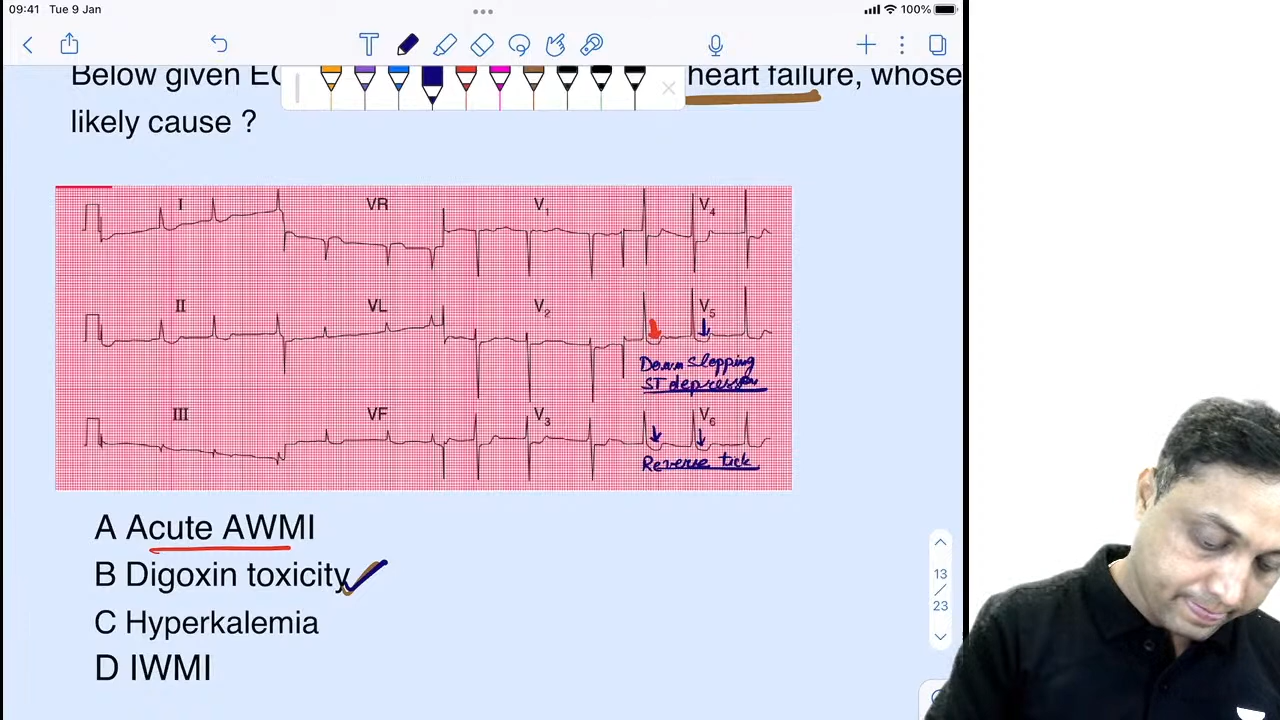 09:41 Tue 9 Jan
100%
T
Below given EC heart failure, whose
likely cause ?
I VR V1 V4
II VL V2 V5
Down slopping
ST depression
III VF V3 V6
Reverse tick
A Acute AWMI
B Digoxin toxicity
C Hyperkalemia
D IWMI
13
/
23